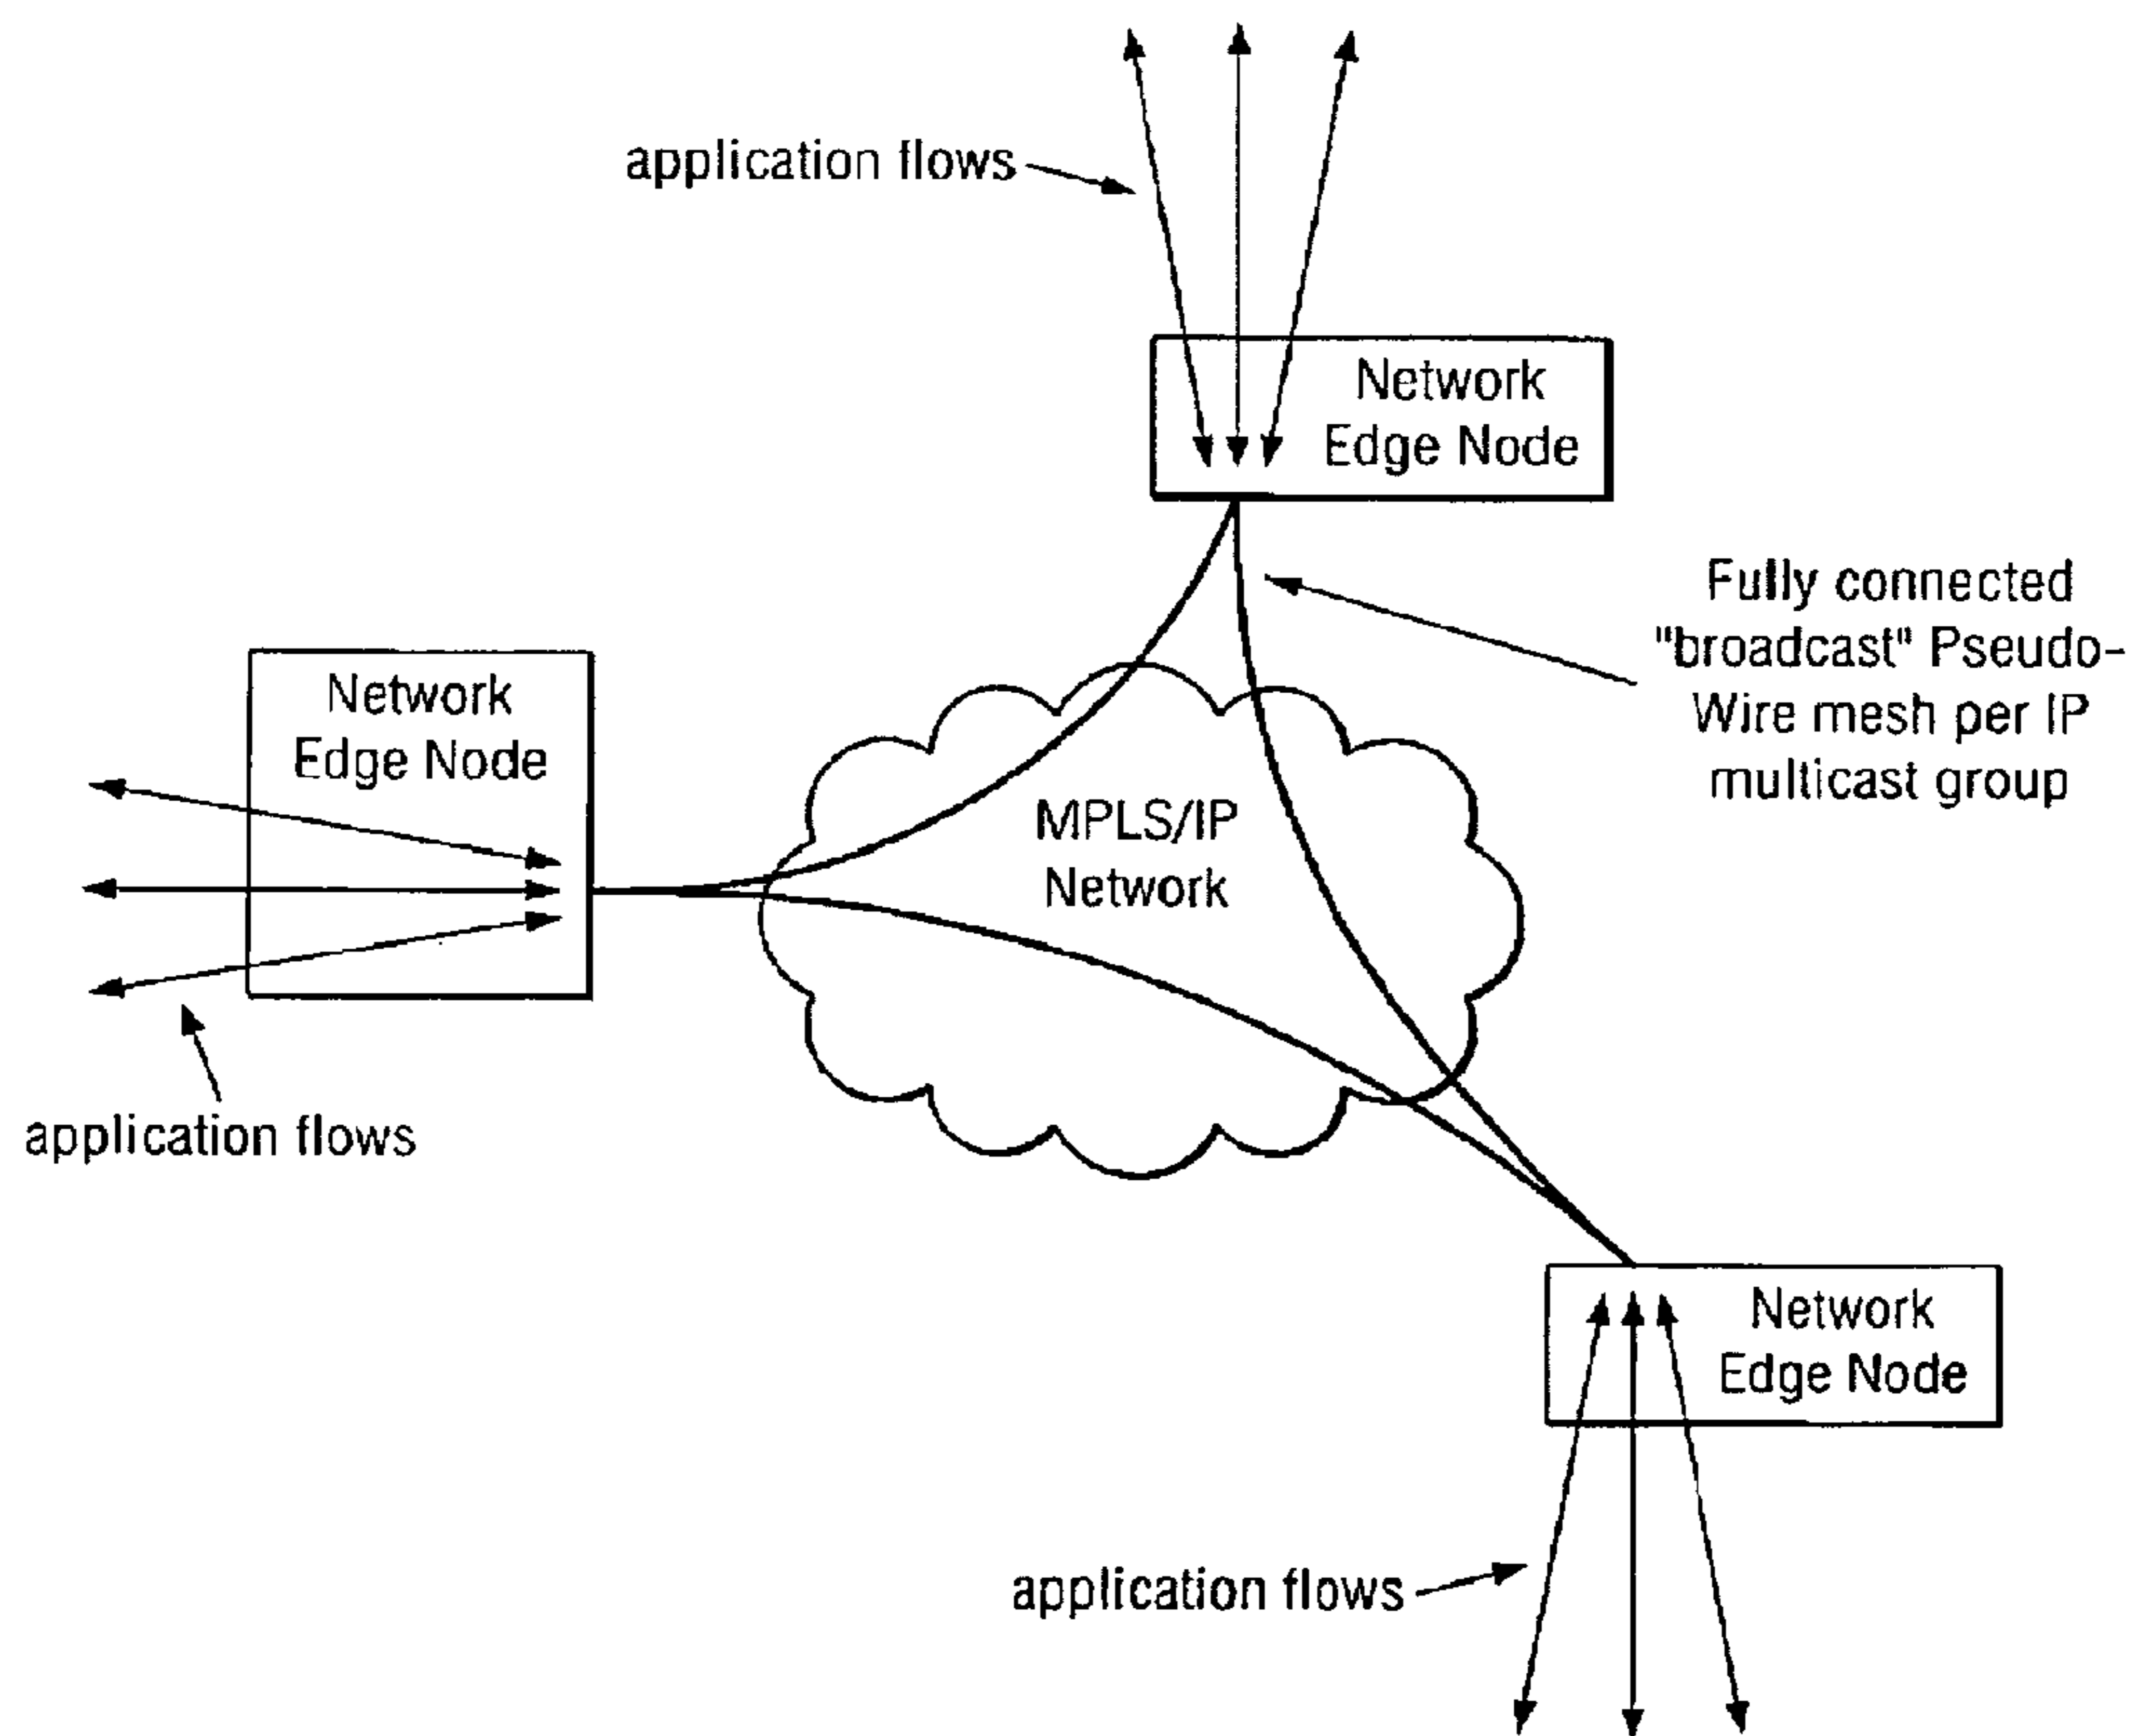 application flows
Network
Edge Node
Fully connected
"broadcast" Pseudo-
Wire mesh per IP
multicast group
Network
Edge Node
MPLS/IP
Network
application flows
Network
Edge Node
application flows